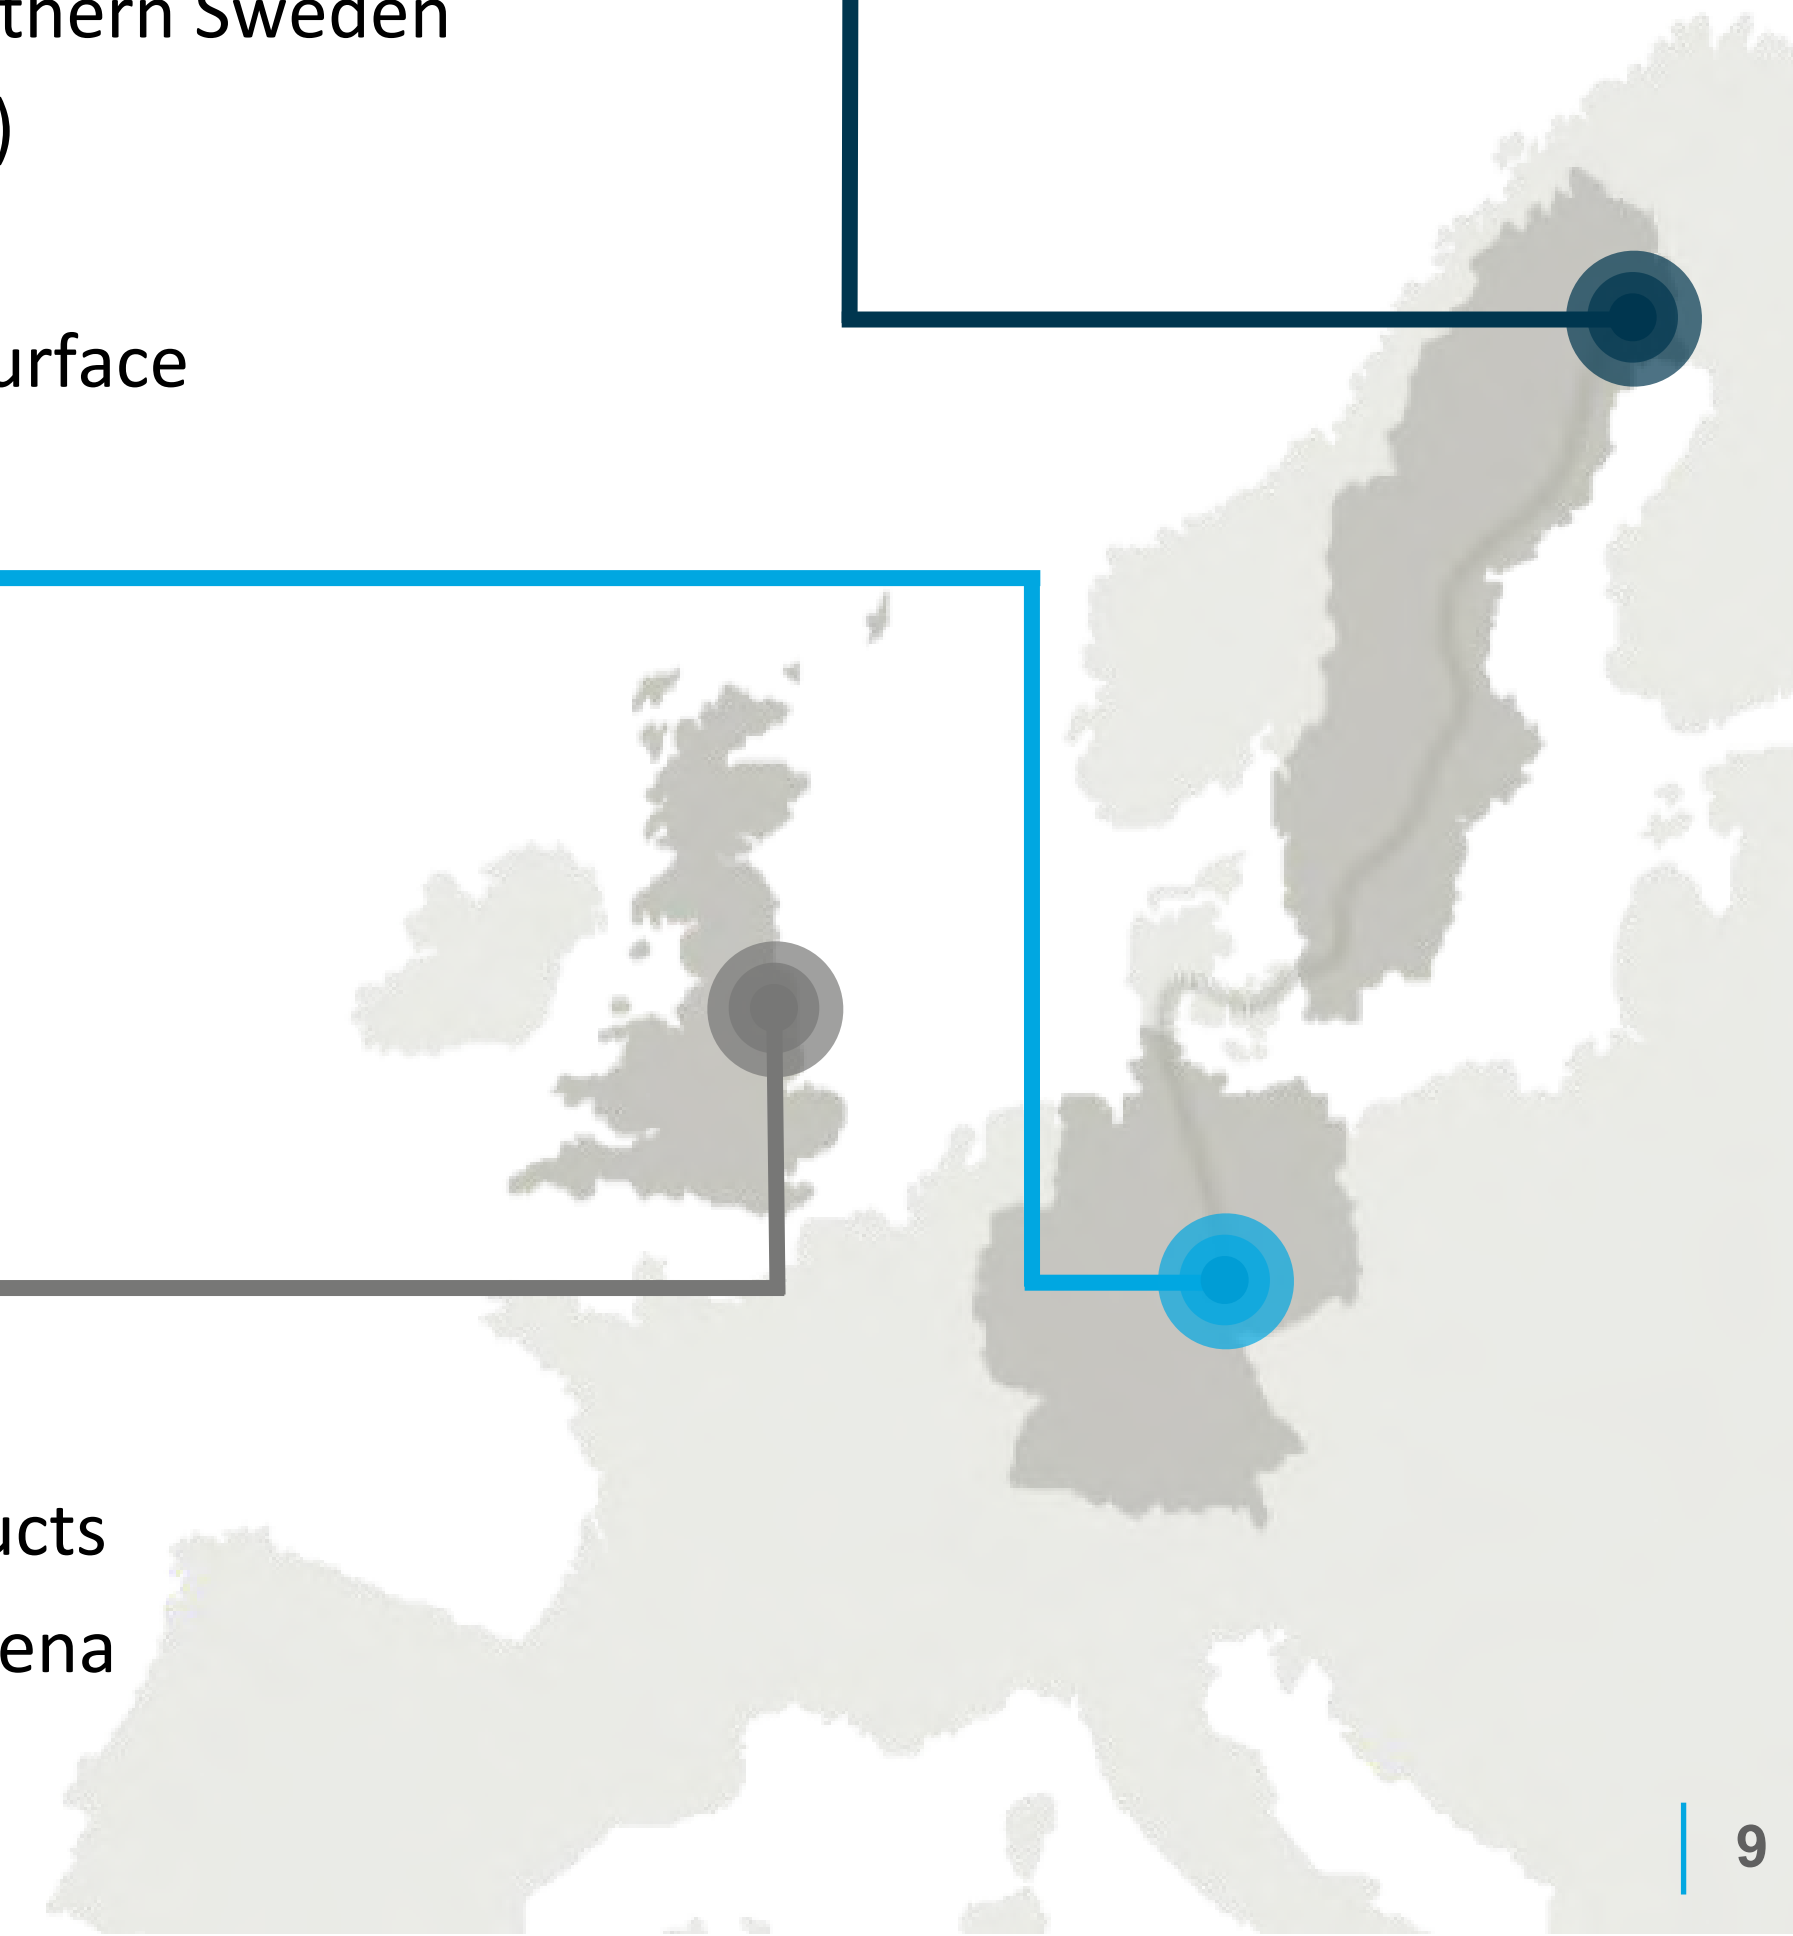 thern Sweden
)
urface
ucts
ena
9